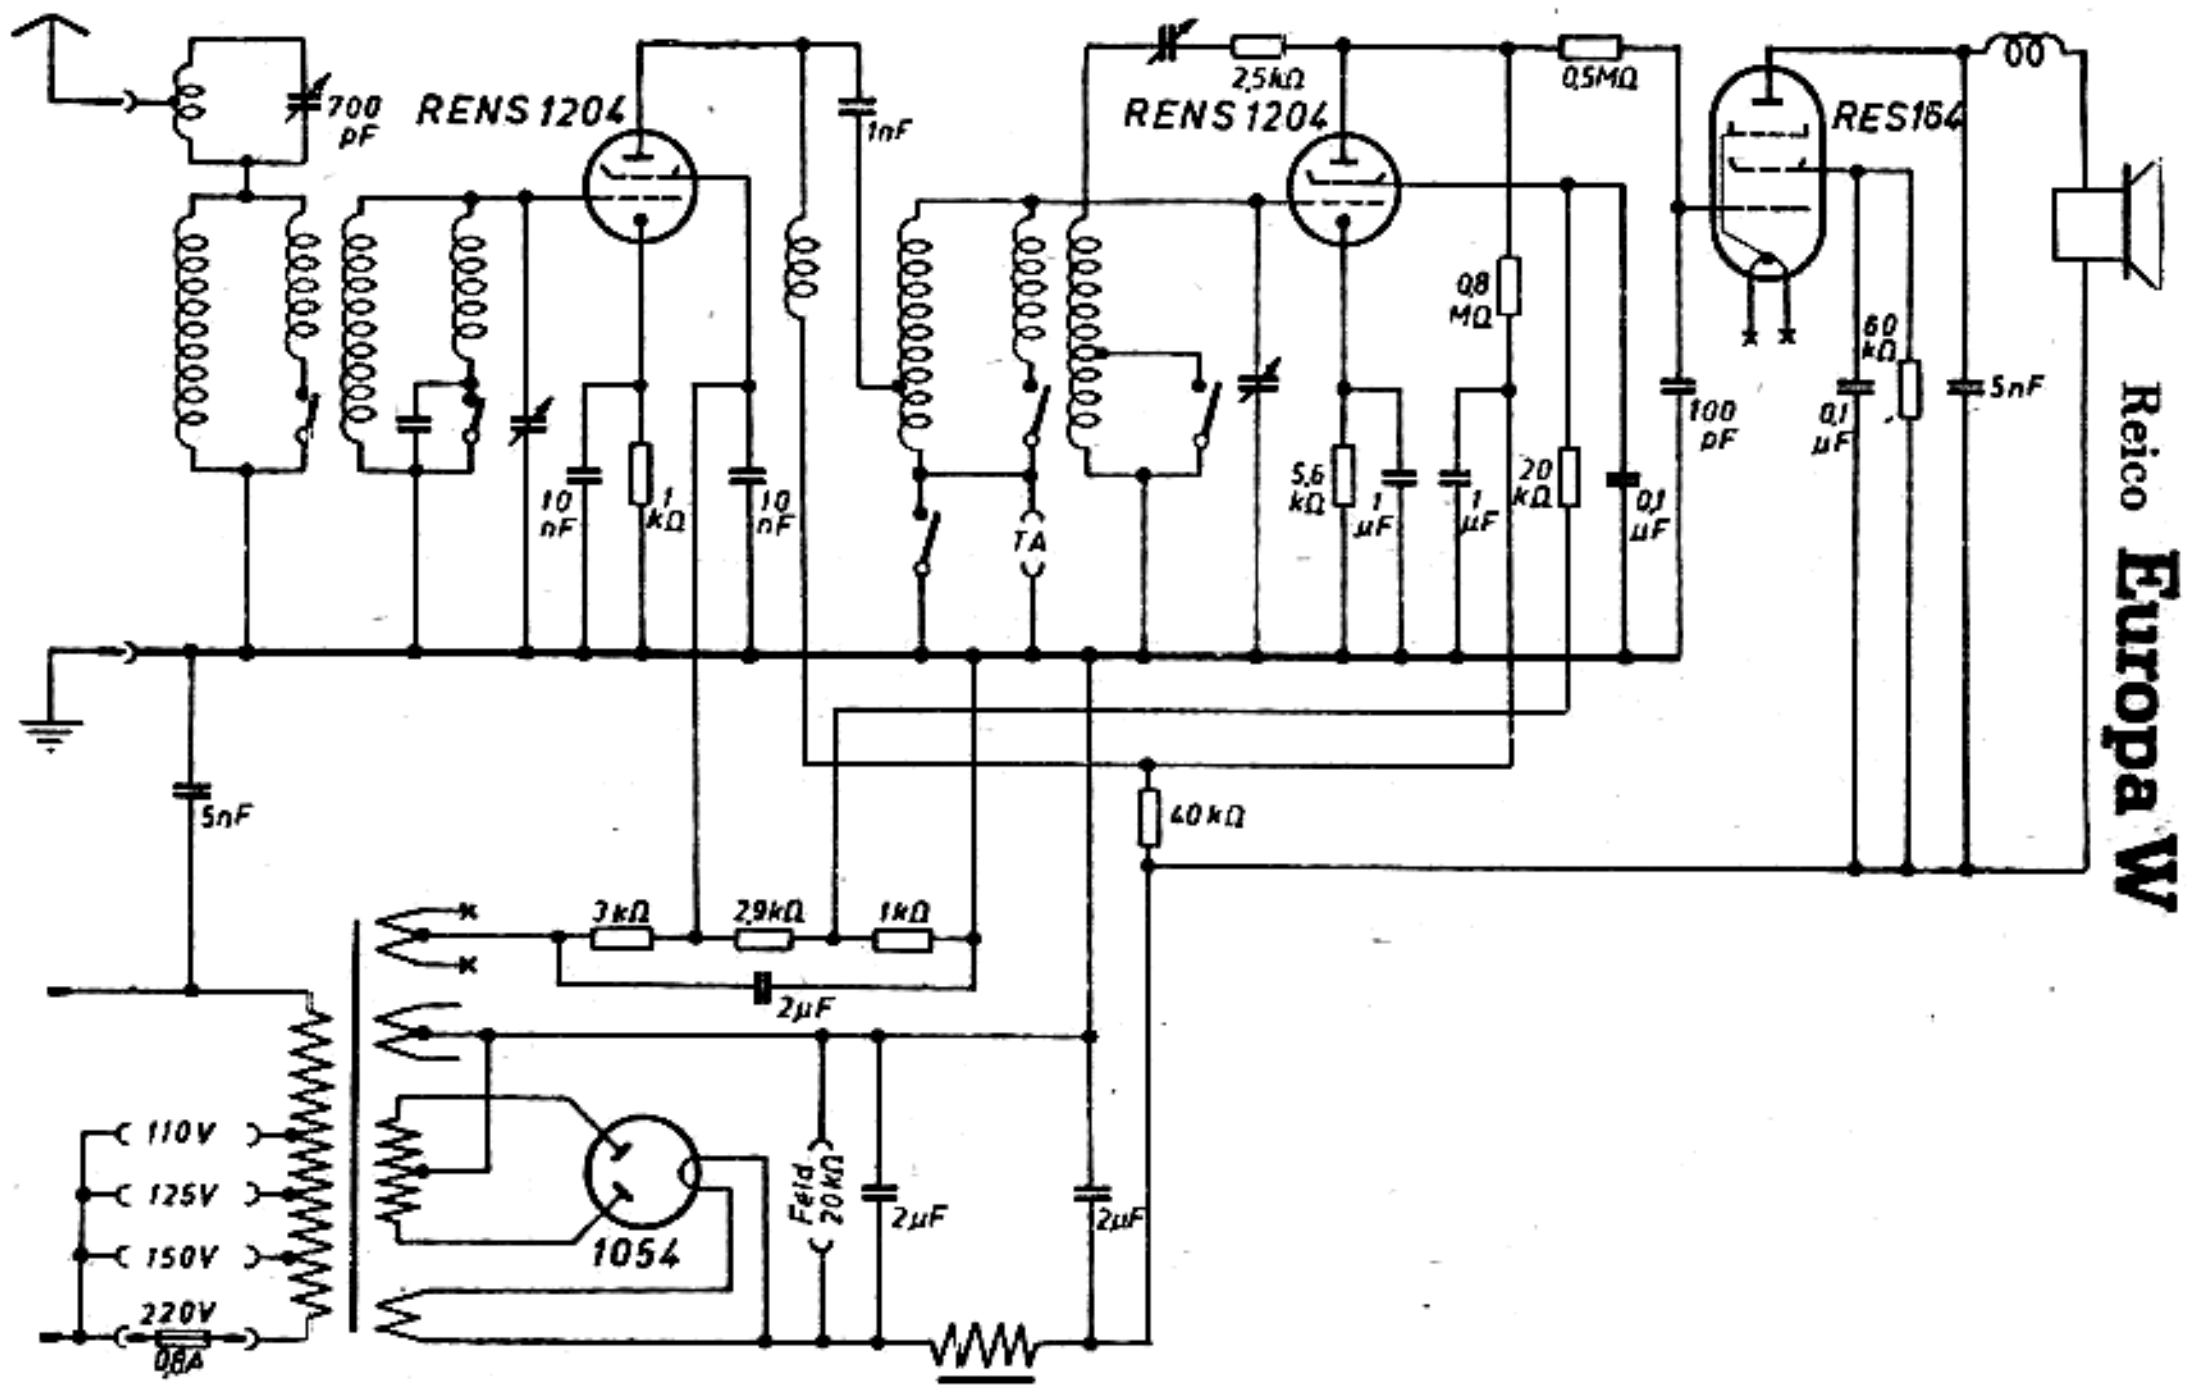 700
pF
RENS 1204
1nF
2,5kΩ
RENS 1204
0,5MΩ
RES164
10
nF
1
kΩ
10
nF
TA
5,6
kΩ
1
µF
0,8
MΩ
1
µF
20
kΩ
0,1
µF
100
pF
60
kΩ
0,1
µF
5nF
Reico Europa W
5nF
40kΩ
3kΩ
2,9kΩ
1kΩ
2µF
110V
125V
150V
220V
0,8A
1054
Feld
20kΩ
2µF
2µF